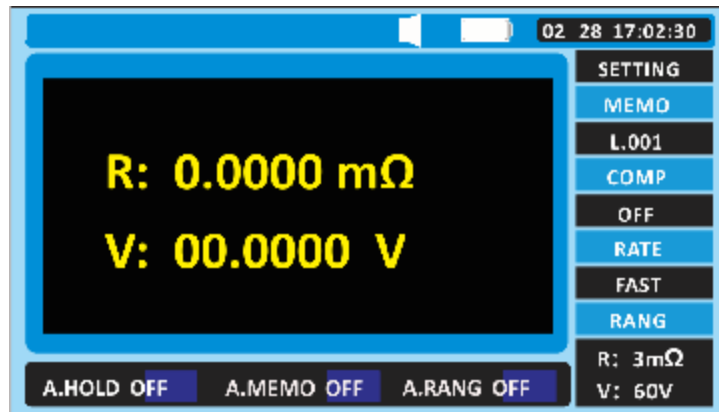 02 28 17:02:30
SETTING
MEMO
L.001
COMP
OFF
RATE
FAST
RANG
R: 3mΩ
V: 60V
R: 0.0000 mΩ
V: 00.0000 V
A.HOLD OFF A.MEMO OFF A.RANG OFF